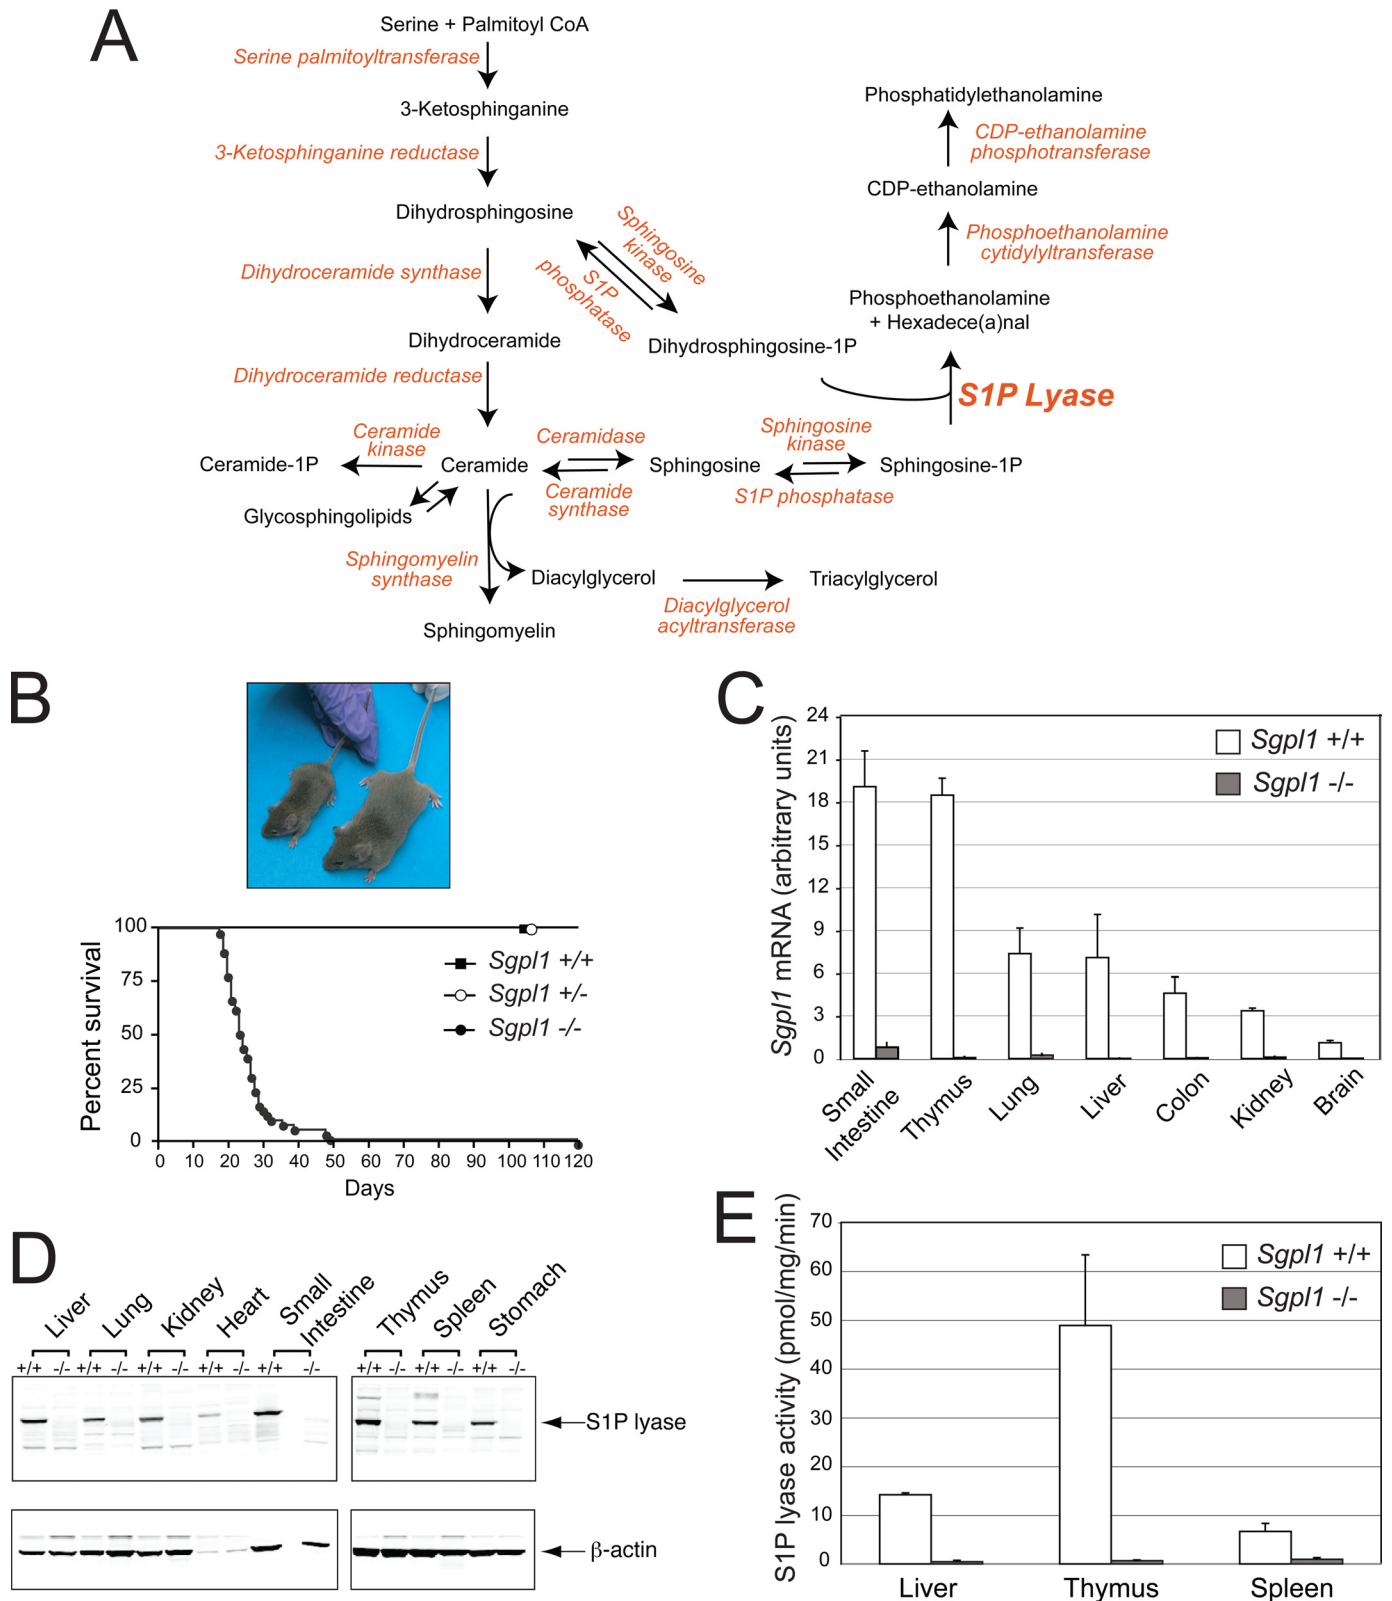 A
Serine + Palmitoyl CoA
Serine palmitoyltransferase
3-Ketosphinganine
3-Ketosphinganine reductase
Dihydrosphingosine
Sphingosine
kinase
S1P
phosphatase
Dihydroceramide synthase
Dihydroceramide
Dihydrosphingosine-1P
Dihydroceramide reductase
Phosphatidylethanolamine
CDP-ethanolamine
phosphotransferase
CDP-ethanolamine
Phosphoethanolamine
cytidylyltransferase
Phosphoethanolamine
+ Hexadece(a)nal
S1P Lyase
Ceramide
kinase
Ceramidase
Sphingosine
kinase
Ceramide-1P
Ceramide
Sphingosine
Sphingosine-1P
Ceramide
synthase
S1P phosphatase
Glycosphingolipids
Sphingomyelin
synthase
Diacylglycerol
Triacylglycerol
Diacylglycerol
acyltransferase
Sphingomyelin
B
Percent survival
100
75
50
25
0
Sgpl1 +/+
Sgpl1 +/-
Sgpl1 -/-
0 10 20 30 40 50 60 70 80 90 100 110 120
Days
C
Sgpl1 mRNA (arbitrary units)
24
21
18
15
12
9
6
3
0
Sgpl1 +/+
Sgpl1 -/-
Small
Intestine
Thymus
Lung
Liver
Colon
Kidney
Brain
D
Liver
Lung
Kidney
Heart
Small
Intestine
Thymus
Spleen
Stomach
+/+ -/- +/+ -/- +/+ -/- +/+ -/- +/+ -/- +/+ -/- +/+ -/- +/+ -/-
S1P lyase
β-actin
E
S1P lyase activity (pmol/mg/min)
70
60
50
40
30
20
10
0
Sgpl1 +/+
Sgpl1 -/-
Liver Thymus Spleen